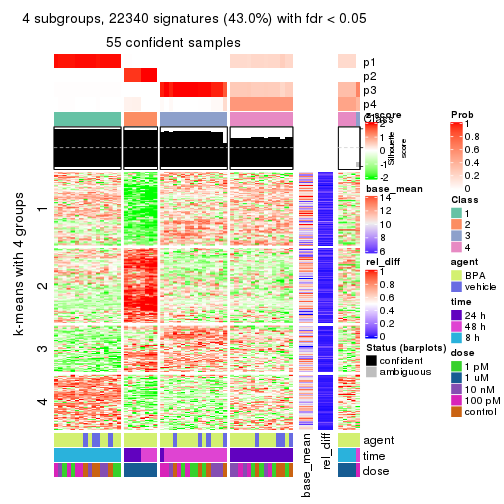 4 subgroups, 22340 signatures (43.0%) with fdr < 0.05
55 confident samples
p1
p2
p3
p4
Class
z-score
2
1
0
-1
-2
Silhouette
score
1
2
3
4
k-means with 4 groups
base_mean
14
12
10
8
6
rel_diff
1
0.8
0.6
0.4
0.2
0
Status (barplots)
confident
ambiguous
Prob
1
0.8
0.6
0.4
0.2
0
Class
1
2
3
4
agent
BPA
vehicle
time
24 h
48 h
8 h
dose
1 pM
1 uM
10 nM
100 pM
control
agent
time
dose
base_mean
rel_diff